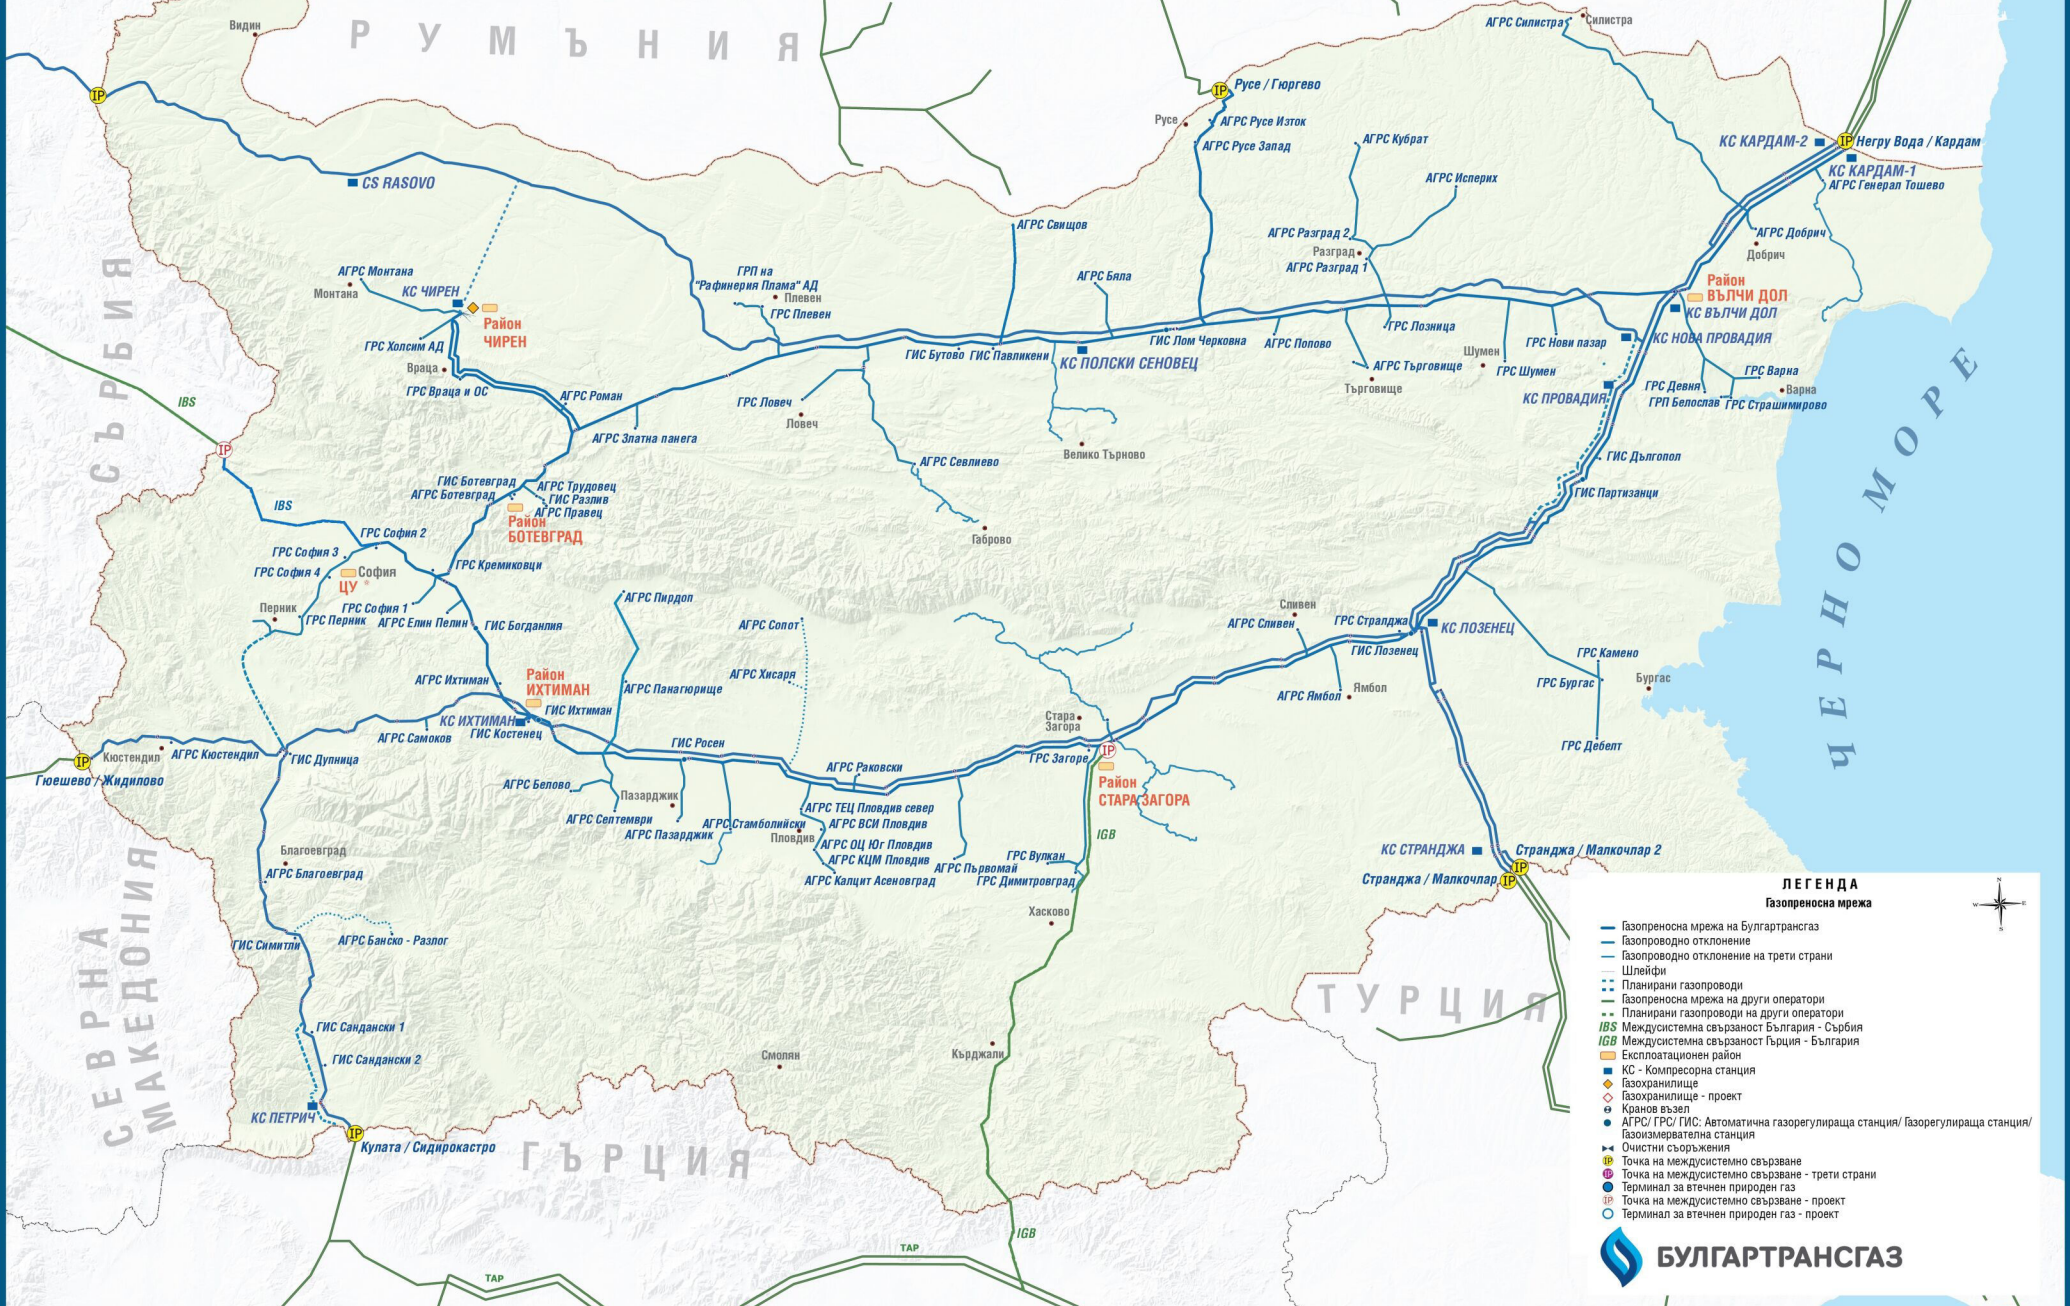 РУМЪНИЯ
Видин
АГРС Силистра
Силистра
IP
IP
Русе / Гюргево
Русе
АГРС Русе Изток
АГРС Русе Запад
АГРС Кубрат
АГРС Исперих
КС КАРДАМ-2
IP
Негру Вода / Кардам
КС КАРДАМ-1
АГРС Генерал Тошево
CS RASOVO
АГРС Свищов
АГРС Разград 2
Разград
АГРС Разград 1
АГРС Добрич
Добрич
СЪРБИЯ
АГРС Монтана
Монтана
КС ЧИРЕН
Район
ЧИРЕН
ГРС Холсим АД
Враца
ГРС Враца и ОС
ГРП на
"Рафинерия Плама" АД
Плевен
ГРС Плевен
АГРС Бяла
Район
ВЪЛЧИ ДОЛ
КС ВЪЛЧИ ДОЛ
ГИС Бутово
ГИС Павликени
КС ПОЛСКИ СЕНОВЕЦ
ГИС Лом Черковна
АГРС Попово
ГРС Лозница
АГРС Търговище
Търговище
Шумен
ГРС Шумен
ГРС Нови пазар
КС НОВА ПРОВАДИЯ
КС ПРОВАДИЯ
ГРС Девня
ГРС Варна
Варна
ГРП Белослав
ГРС Страшимирово
IBS
IP
АГРС Роман
АГРС Златна панега
ГРС Ловеч
Ловеч
АГРС Севлиево
Велико Търново
Габрово
ГИС Дългопол
ГИС Партизанци
ЧЕРНО МОРЕ
ГИС Ботевград
АГРС Ботевград
АГРС Трудовец
ГИС Разлив
АГРС Правец
Район
БОТЕВГРАД
IBS
ГРС София 2
ГРС София 3
ГРС София 4
София
ЦУ *
ГРС Кремиковци
ГРС София 1
Перник
ГРС Перник
АГРС Елин Пелин
ГИС Богданлия
АГРС Пирдоп
АГРС Сопот
АГРС Хисаря
АГРС Панагюрище
Сливен
АГРС Сливен
ГРС Стралджа
КС ЛОЗЕНЕЦ
ГИС Лозенец
АГРС Ямбол
Ямбол
ГРС Камено
ГРС Бургас
Бургас
ГРС Дебелт
АГРС Ихтиман
Район
ИХТИМАН
ГИС Ихтиман
КС ИХТИМАН
ГИС Костенец
АГРС Самоков
IP
Кюстендил
АГРС Кюстендил
ГИС Дупница
Гюешево / Жидилово
ГИС Росен
АГРС Белово
Пазарджик
АГРС Септември
АГРС Пазарджик
АГРС Раковски
АГРС ТЕЦ Пловдив север
АГРС Стамболийски
АГРС ВСИ Пловдив
Пловдив
АГРС ОЦ Юг Пловдив
АГРС КЦМ Пловдив
АГРС Калцит Асеновград
АГРС Първомай
Стара
Загора
ГРС Загоре
IP
Район
СТАРА ЗАГОРА
IGB
ГРС Вулкан
ГРС Димитровград
Хасково
КС СТРАНДЖА
Странджа / Малкочлар 2
IP
Странджа / Малкочлар
IP
Благоевград
АГРС Благоевград
ГИС Симитли
АГРС Банско - Разлог
СЕВЕРНА
МАКЕДОНИЯ
ГИС Сандански 1
ГИС Сандански 2
КС ПЕТРИЧ
IP
Кулата / Сидирокастро
Смолян
Кърджали
ГЪРЦИЯ
ТУРЦИЯ
IGB
TAP
TAP
ЛЕГЕНДА
Газопреносна мрежа
N
W
E
S
Газопреносна мрежа на Булгартрансгаз
Газопроводно отклонение
Газопроводно отклонение на трети страни
Шлейфи
Планирани газопроводи
Газопреносна мрежа на други оператори
Планирани газопроводи на други оператори
IBS Междусистемна свързаност България - Сърбия
IGB Междусистемна свързаност Гърция - България
Експлоатационен район
КС - Компресорна станция
Газохранилище
Газохранилище - проект
Кранов възел
АГРС/ ГРС/ ГИС: Автоматична газорегулираща станция/ Газорегулираща станция/
Газоизмервателна станция
Очистни съоръжения
IP Точка на междусистемно свързване
IP Точка на междусистемно свързване - трети страни
Терминал за втечнен природен газ
IP Точка на междусистемно свързване - проект
Терминал за втечнен природен газ - проект
БУЛГАРТРАНСГАЗ